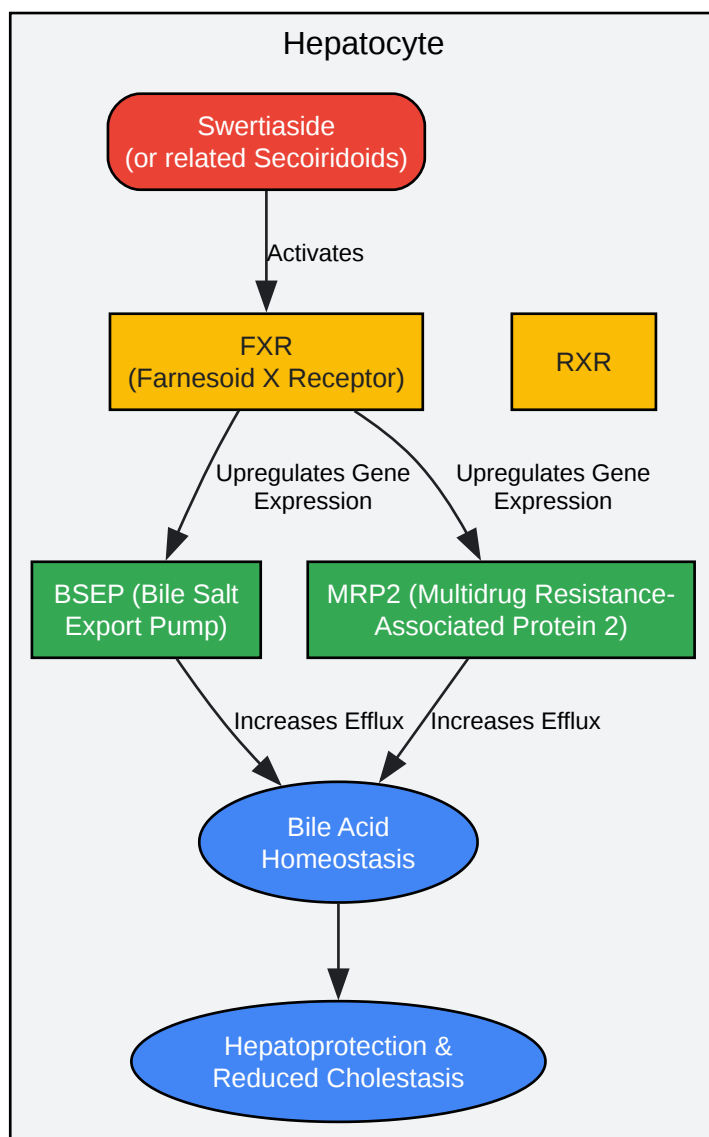 Hepatocyte
Swertiaside
(or related Secoiridoids)
Activates
FXR
(Farnesoid X Receptor)
RXR
Upregulates Gene
Expression
Upregulates Gene
Expression
BSEP (Bile Salt
Export Pump)
MRP2 (Multidrug Resistance-
Associated Protein 2)
Increases Efflux
Increases Efflux
Bile Acid
Homeostasis
Hepatoprotection &
Reduced Cholestasis